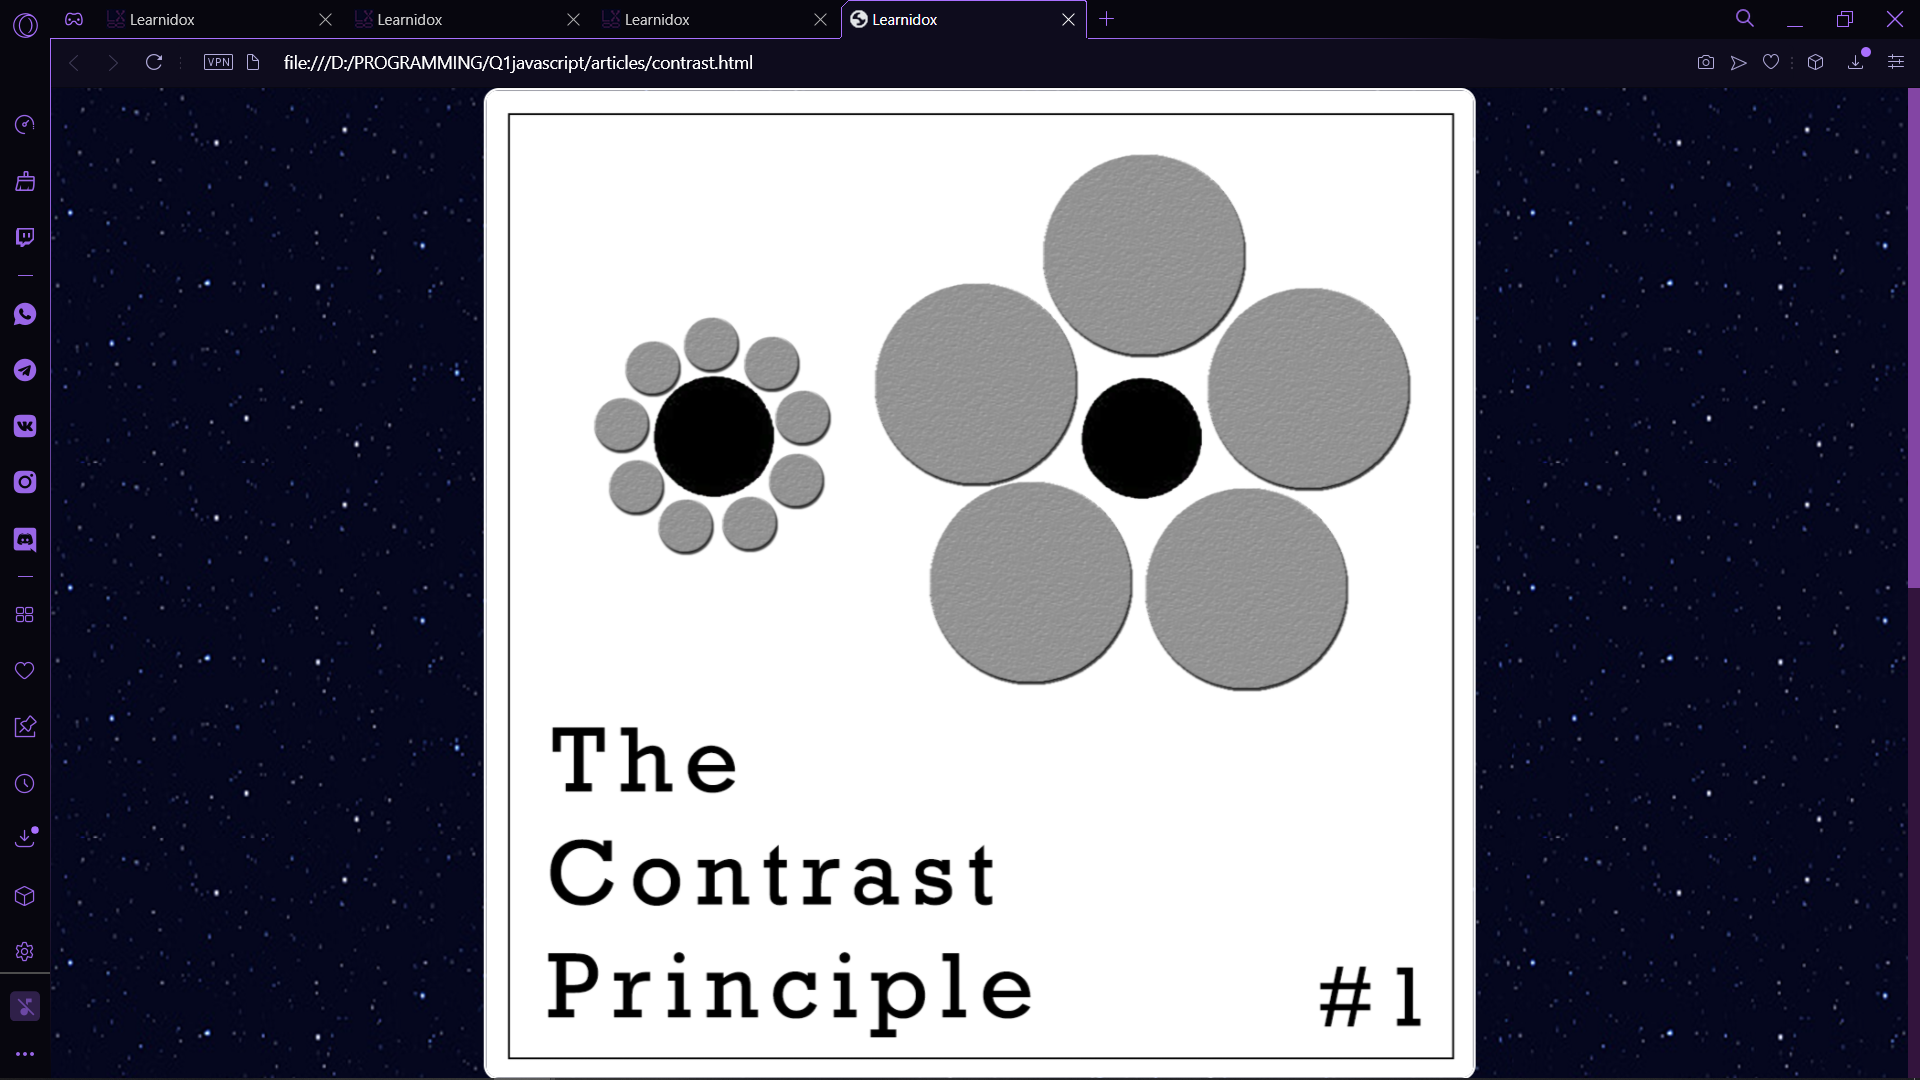 Learnidox
Learnidox
Learnidox
Learnidox
VPN
file:///D:/PROGRAMMING/Q1javascript/articles/contrast.html
The
Contrast
Principle
#1